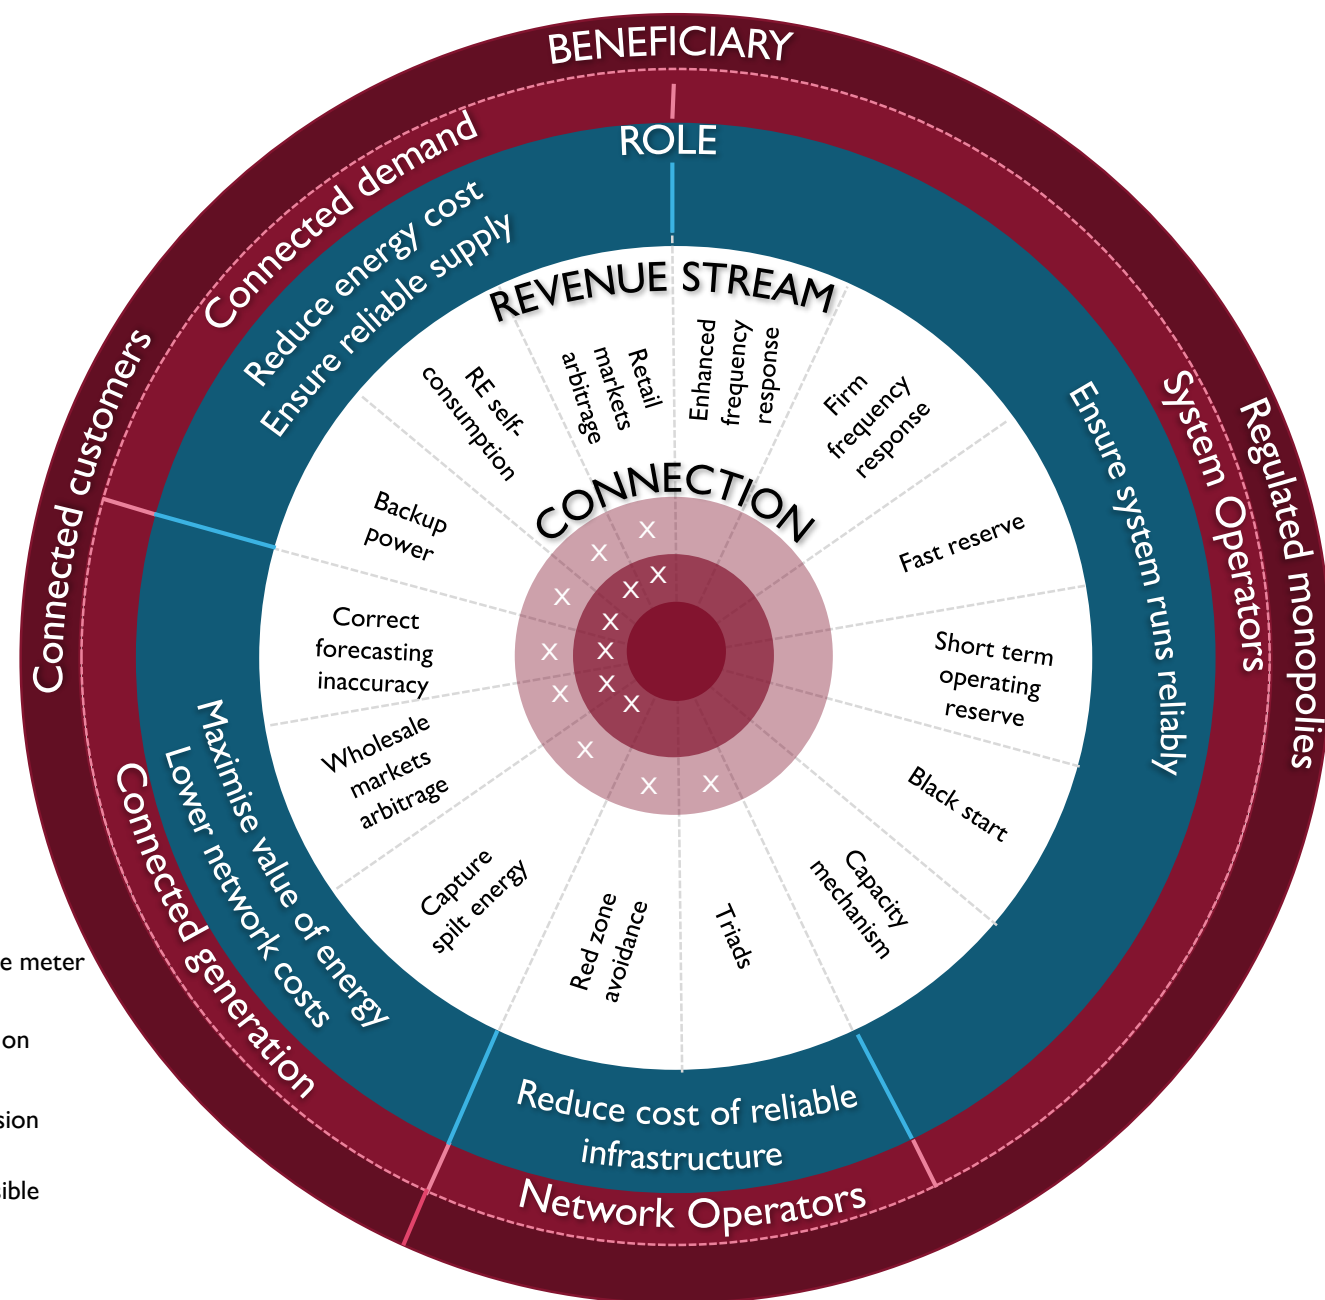 BENEFICIARY
Connected customers
Regulated monopolies
Connected demand
System Operators
Network Operators
Connected generation
ROLE
Reduce energy cost
Ensure reliable supply
Ensure system runs reliably
Reduce cost of reliable
infrastructure
Maximise value of energy
Lower network costs
REVENUE STREAM
Enhanced
frequency
response
Firm
frequency
response
Fast reserve
Short term
operating
reserve
Black start
Capacity
mechanism
Triads
Red zone
avoidance
Capture
spilt energy
Wholesale
markets
arbitrage
Correct
forecasting
inaccuracy
Backup
power
RE self-
consumption
Retail
markets
arbitrage
CONNECTION
X
X
X
X
X
X
X
X
X
X
X
X
X
X
e meter
on
sion
sible